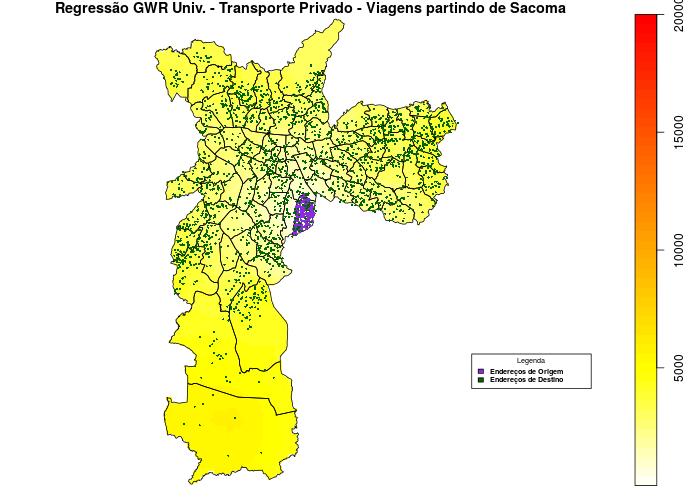 Regressão GWR Univ. - Transporte Privado - Viagens partindo de Sacoma
20000
15000
10000
5000
Legenda
Endereços de Origem
Endereços de Destino